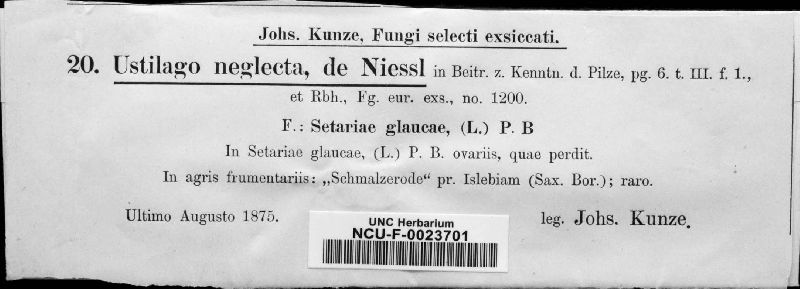 Johs. Kunze, Fungi selecti exsiccati.
20. Ustilago neglecta, de Niessl in Beitr. z. Kenntn. d. Pilze, pg. 6. t. III. f. 1.,
et Rbh., Fg. eur. exs., no. 1200.
F.: Setariae glaucae, (L.) P. B
In Setariae glaucae, (L.) P. B. ovariis, quae perdit.
In agris frumentariis: „Schmalzerode“ pr. Islebiam (Sax. Bor.); raro.
Ultimo Augusto 1875.
leg. Johs. Kunze.
UNC Herbarium
NCU-F-0023701